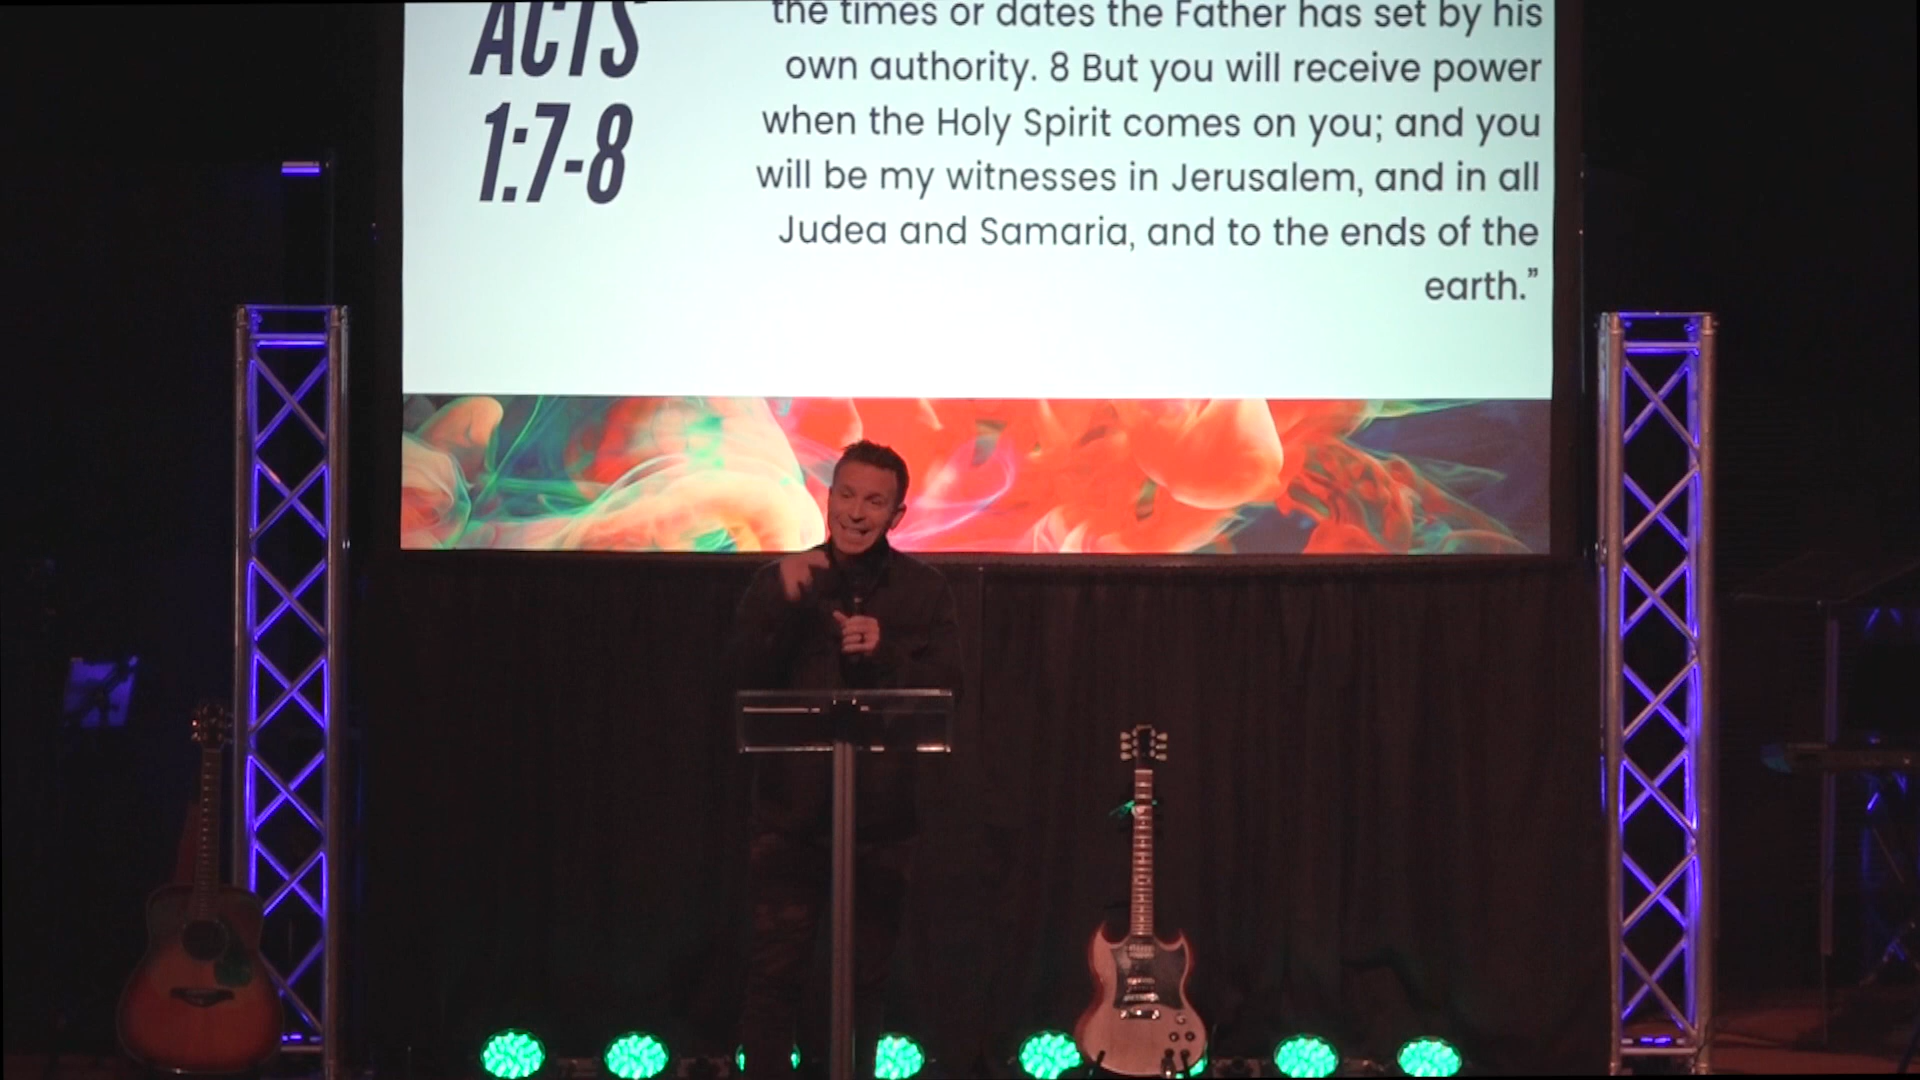 ACTS
1:7-8
the times or dates the Father has set by his
own authority. 8 But you will receive power
when the Holy Spirit comes on you; and you
will be my witnesses in Jerusalem, and in all
Judea and Samaria, and to the ends of the
earth.”